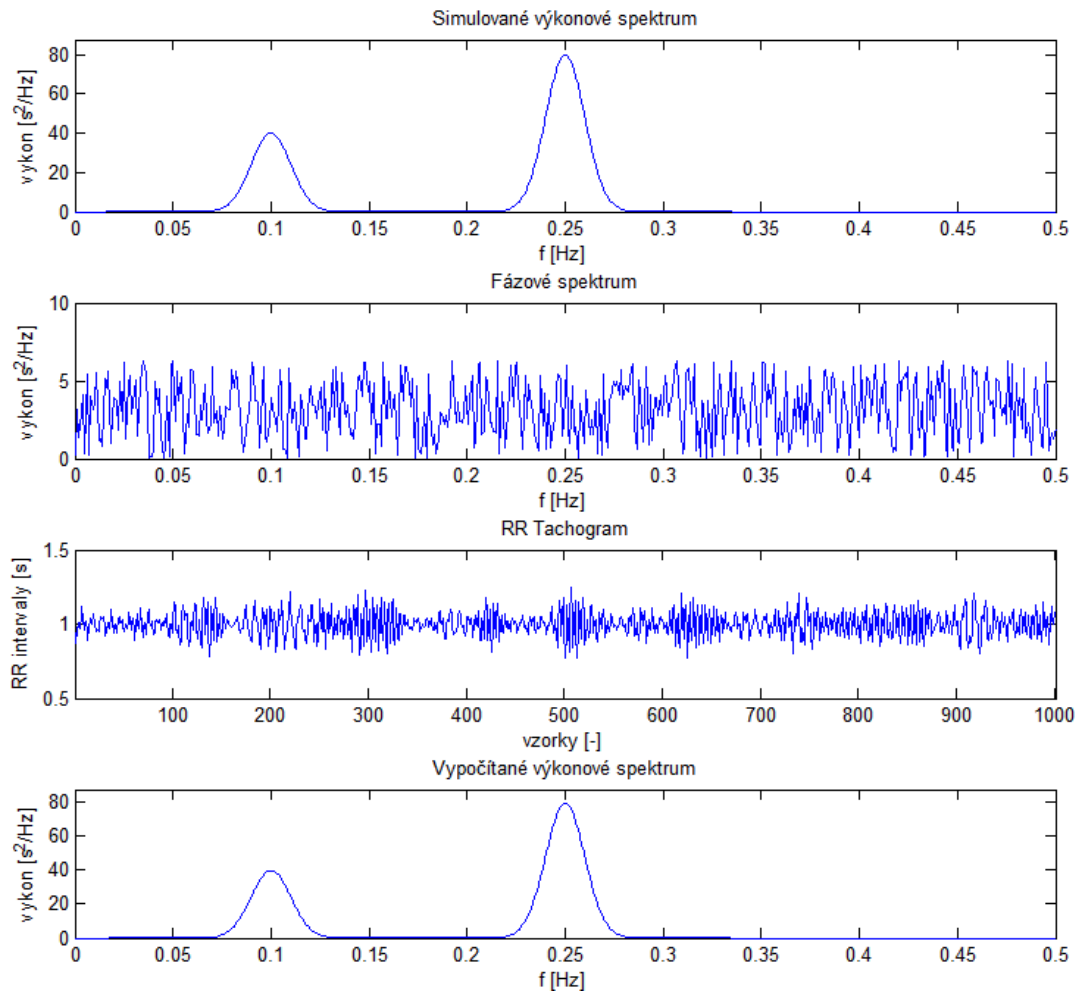 Simulované výkonové spektrum
výkon [s²/Hz]
80
60
40
20
0
0 0.05 0.1 0.15 0.2 0.25 0.3 0.35 0.4 0.45 0.5
f [Hz]
Fázové spektrum
výkon [s²/Hz]
10
5
0
0 0.05 0.1 0.15 0.2 0.25 0.3 0.35 0.4 0.45 0.5
f [Hz]
RR Tachogram
RR intervaly [s]
1.5
1
0.5
100 200 300 400 500 600 700 800 900 1000
vzorky [-]
Vypočítané výkonové spektrum
výkon [s²/Hz]
80
60
40
20
0
0 0.05 0.1 0.15 0.2 0.25 0.3 0.35 0.4 0.45 0.5
f [Hz]